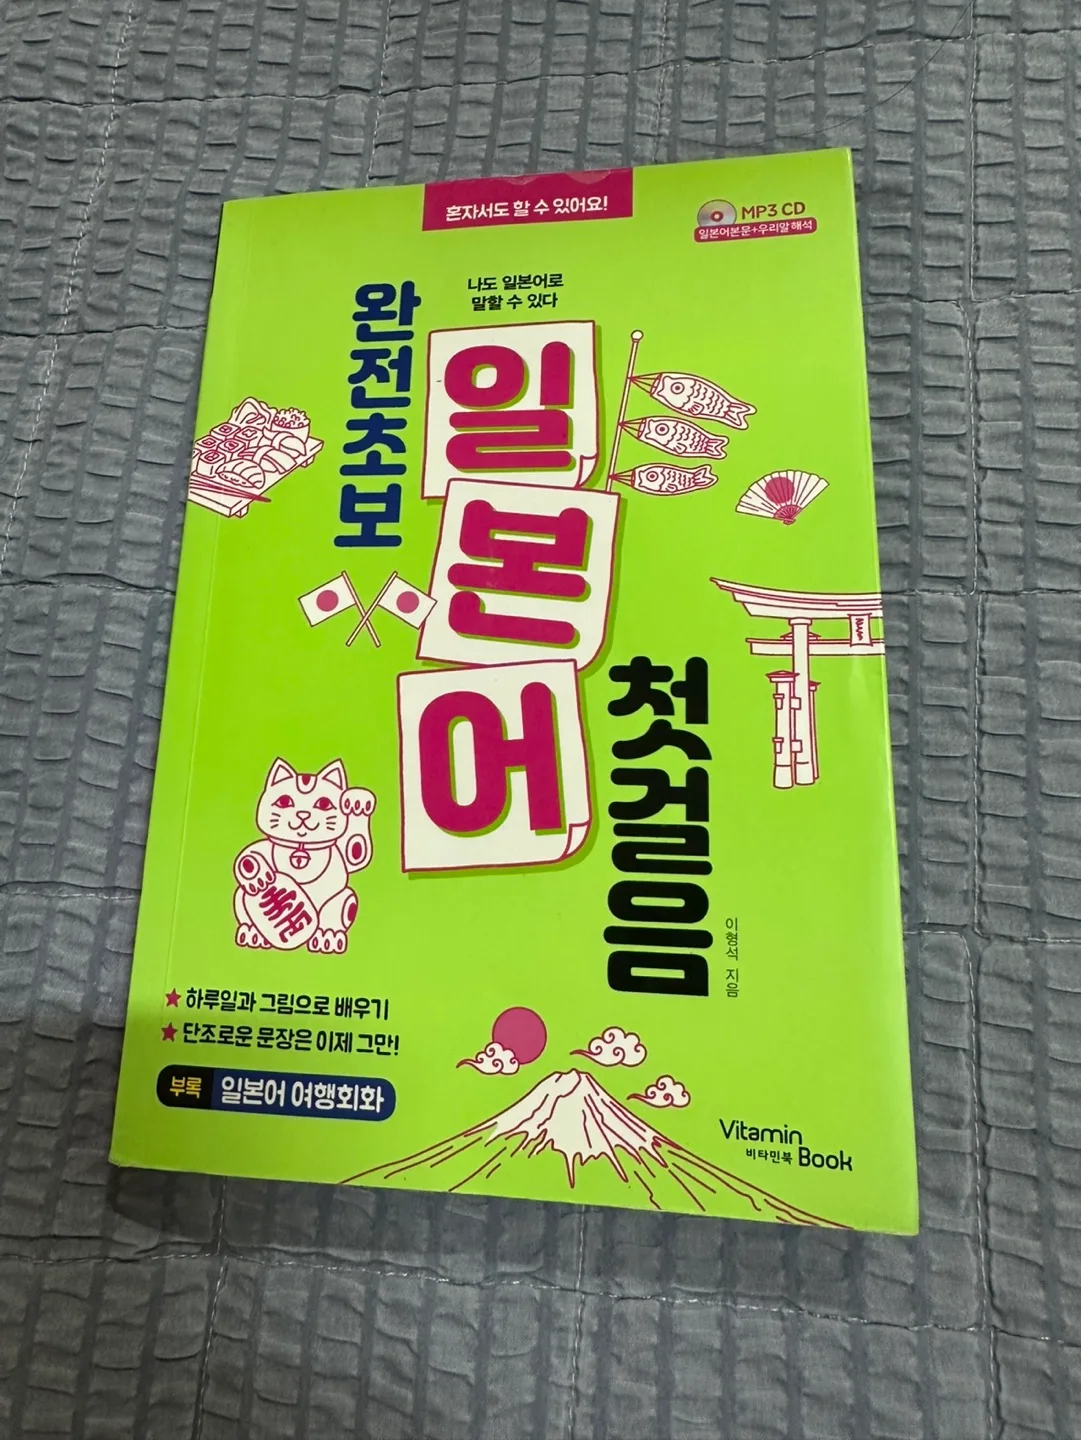 혼자서도 할 수 있어요!
MP3 CD
일본어본문+우리말 해석
나도 일본어로
말할 수 있다
완전초보
일본어
첫걸음
이형석 지음
★ 하루일과 그림으로 배우기
★ 단조로운 문장은 이제 그만!
부록 일본어 여행회화
Vitamin
비타민북 Book